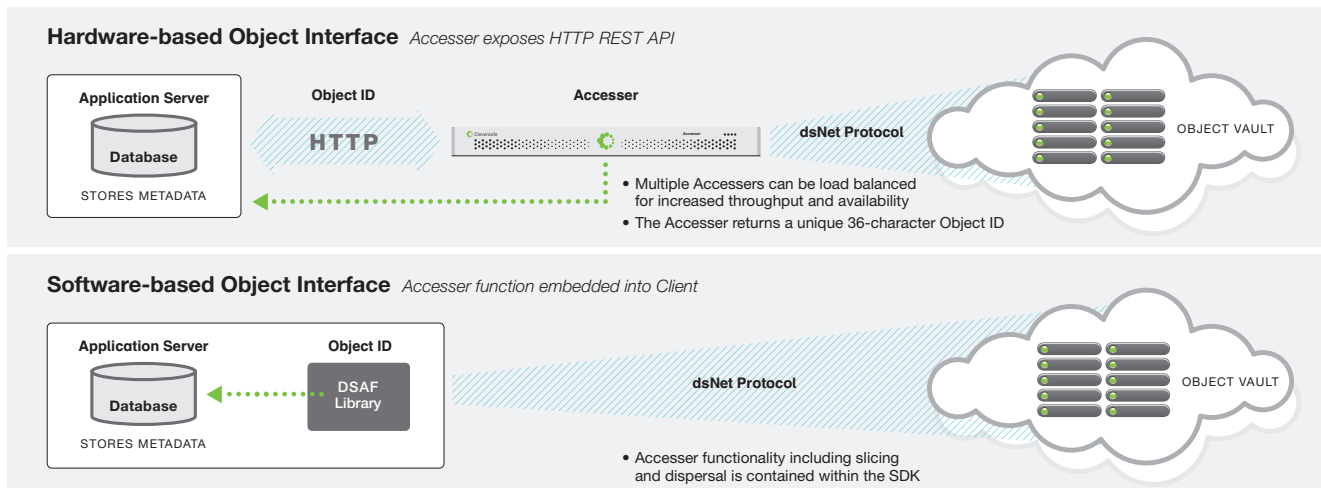 Hardware-based Object Interface Accesser exposes HTTP REST API
Application Server
Database
STORES METADATA
Object ID
HTTP
Accesser
Cleversafe
Accesser
dsNet Protocol
OBJECT VAULT
• Multiple Accessers can be load balanced
for increased throughput and availability
• The Accesser returns a unique 36-character Object ID
Software-based Object Interface Accesser function embedded into Client
Application Server
Database
STORES METADATA
Object ID
DSAF
Library
dsNet Protocol
OBJECT VAULT
• Accesser functionality including slicing
and dispersal is contained within the SDK